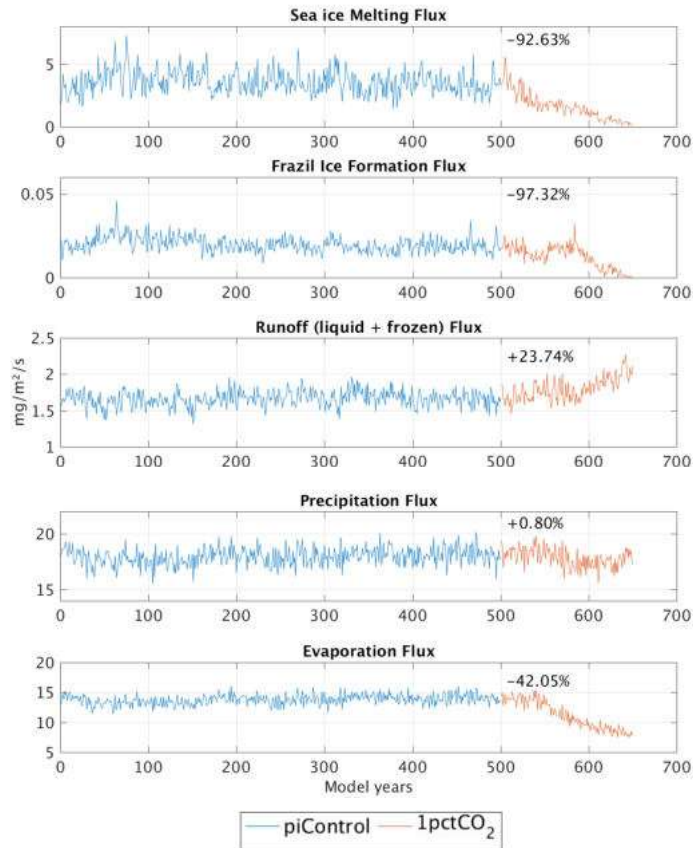 Sea ice Melting Flux
−92.63%
5
0
0 100 200 300 400 500 600 700
Frazil Ice Formation Flux
−97.32%
0.05
0
0 100 200 300 400 500 600 700
Runoff (liquid + frozen) Flux
+23.74%
2.5
2
1.5
1
mg/m²/s
0 100 200 300 400 500 600 700
Precipitation Flux
+0.80%
20
15
0 100 200 300 400 500 600 700
Evaporation Flux
−42.05%
20
15
10
5
0 100 200 300 400 500 600 700
Model years
piControl 1pctCO₂